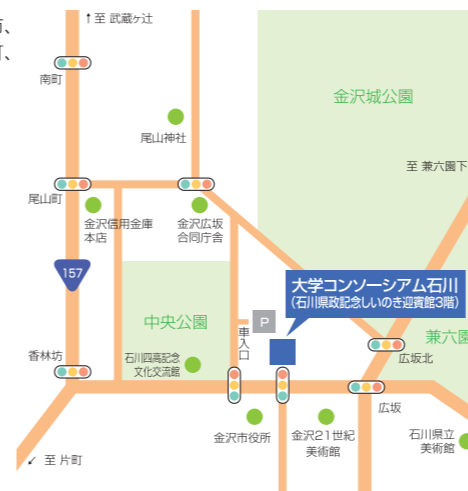 市、
↑至 武蔵ヶ辻
町、
南町
金沢城公園
尾山神社
至 兼六園下
尾山町
金沢信用金庫
本店
金沢広坂
合同庁舎
157
大学コンソーシアム石川
(石川県政記念しいのき迎賓館3階)
中央公園
P
車入口
兼六園
香林坊
石川四高記念
文化交流館
広坂北
広坂
金沢市役所
金沢21世紀
美術館
石川県立
美術館
↙ 至 片町